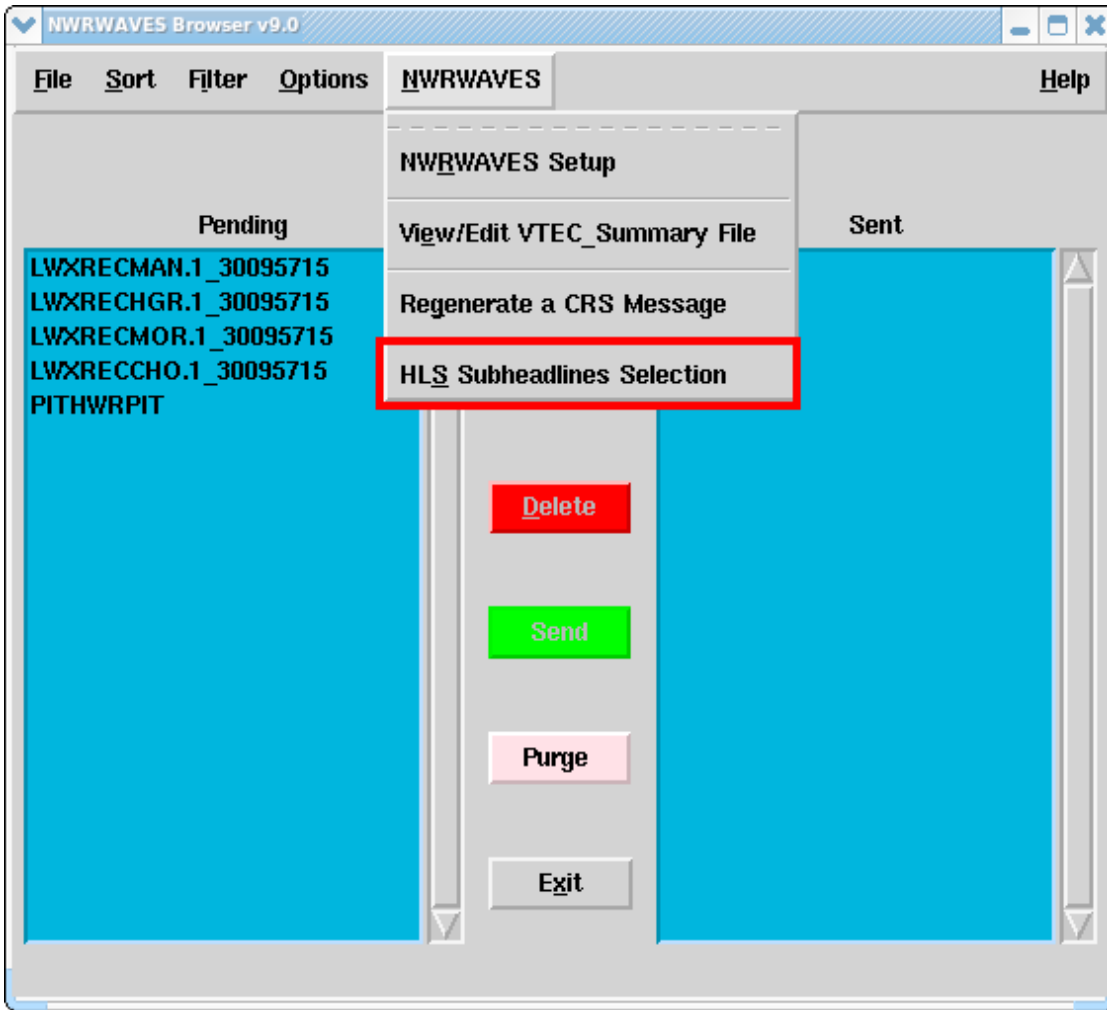 NWRWAVES Browser v9.0
File Sort Filter Options NWRWAVES Help
NWRWAVES Setup
View/Edit VTEC_Summary File
Regenerate a CRS Message
HLS Subheadlines Selection
Pending
LWXRECMAN.1_30095715
LWXRECHGR.1_30095715
LWXRECMOR.1_30095715
LWXRECCHO.1_30095715
PITHWRPIT
Delete
Send
Purge
Exit
Sent